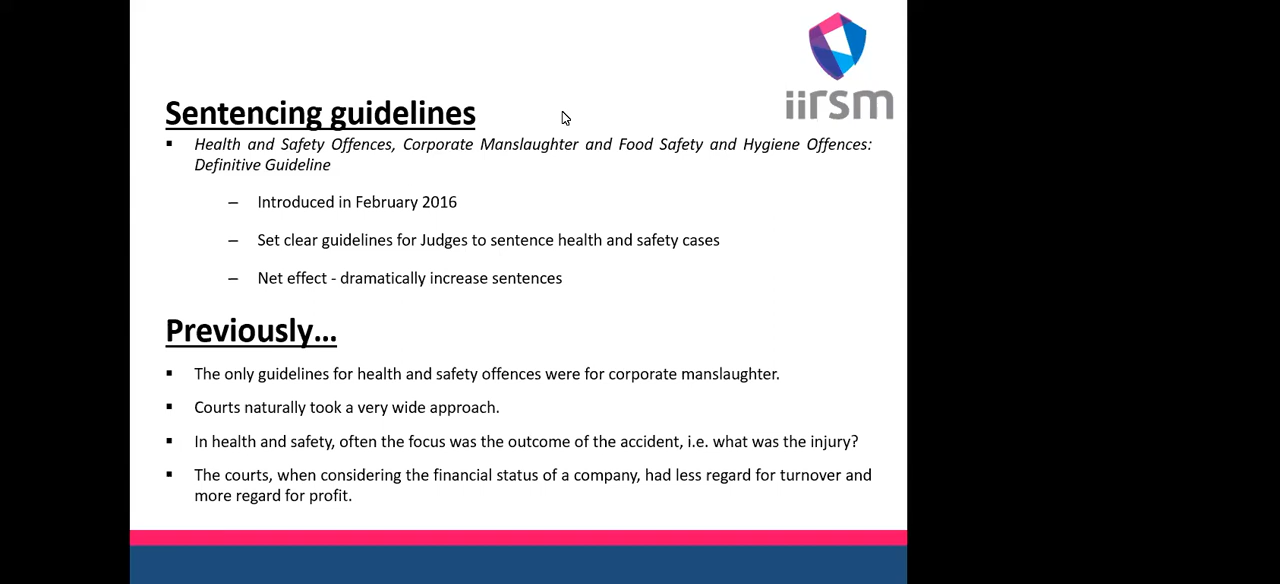 iirsm
Sentencing guidelines
▪ Health and Safety Offences, Corporate Manslaughter and Food Safety and Hygiene Offences:
Definitive Guideline
– Introduced in February 2016
– Set clear guidelines for Judges to sentence health and safety cases
– Net effect - dramatically increase sentences
Previously...
▪ The only guidelines for health and safety offences were for corporate manslaughter.
▪ Courts naturally took a very wide approach.
▪ In health and safety, often the focus was the outcome of the accident, i.e. what was the injury?
▪ The courts, when considering the financial status of a company, had less regard for turnover and
more regard for profit.